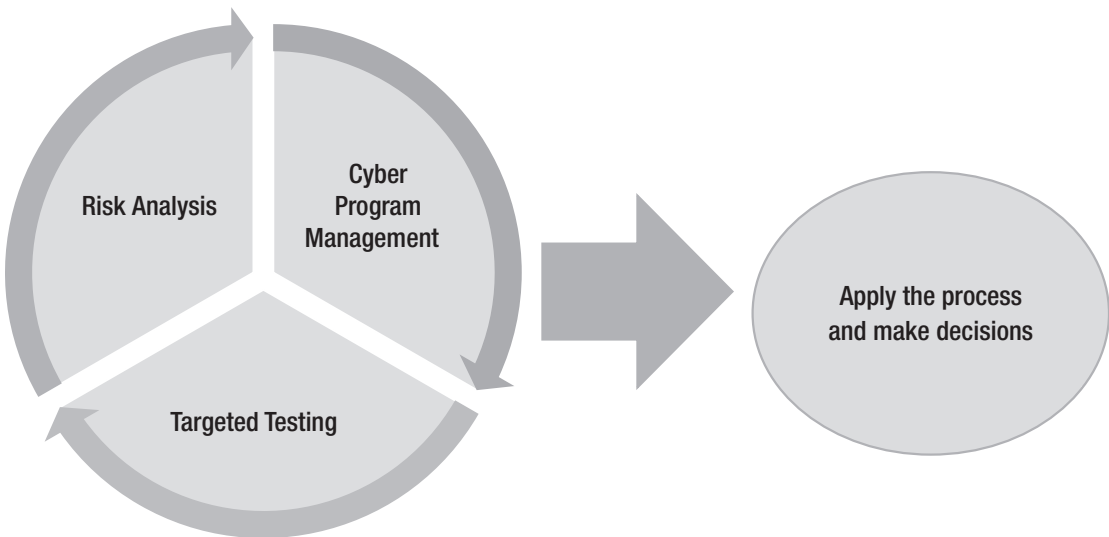 Risk Analysis
Cyber
Program
Management
Targeted Testing
Apply the process
and make decisions